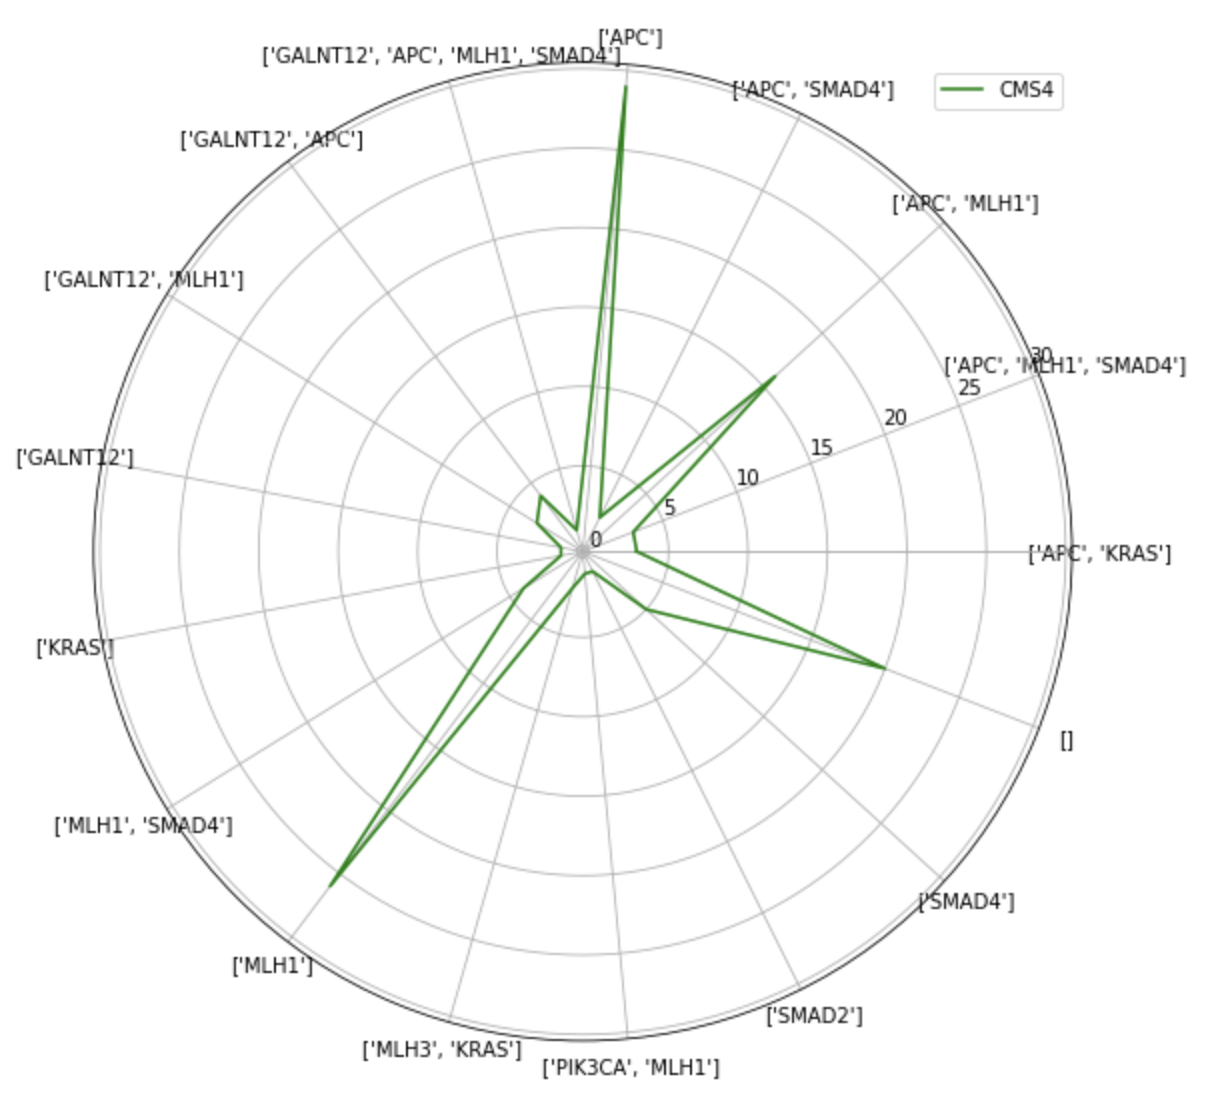 ['APC']
['GALNT12', 'APC', 'MLH1', 'SMAD4']
['APC', 'SMAD4']
CMS4
['GALNT12', 'APC']
['APC', 'MLH1']
['GALNT12', 'MLH1']
30
['APC', 'MLH1', 'SMAD4']
25
20
15
['GALNT12']
10
5
0
['APC', 'KRAS']
['KRAS']
[]
['MLH1', 'SMAD4']
['SMAD4']
['MLH1']
['SMAD2']
['MLH3', 'KRAS']
['PIK3CA', 'MLH1']